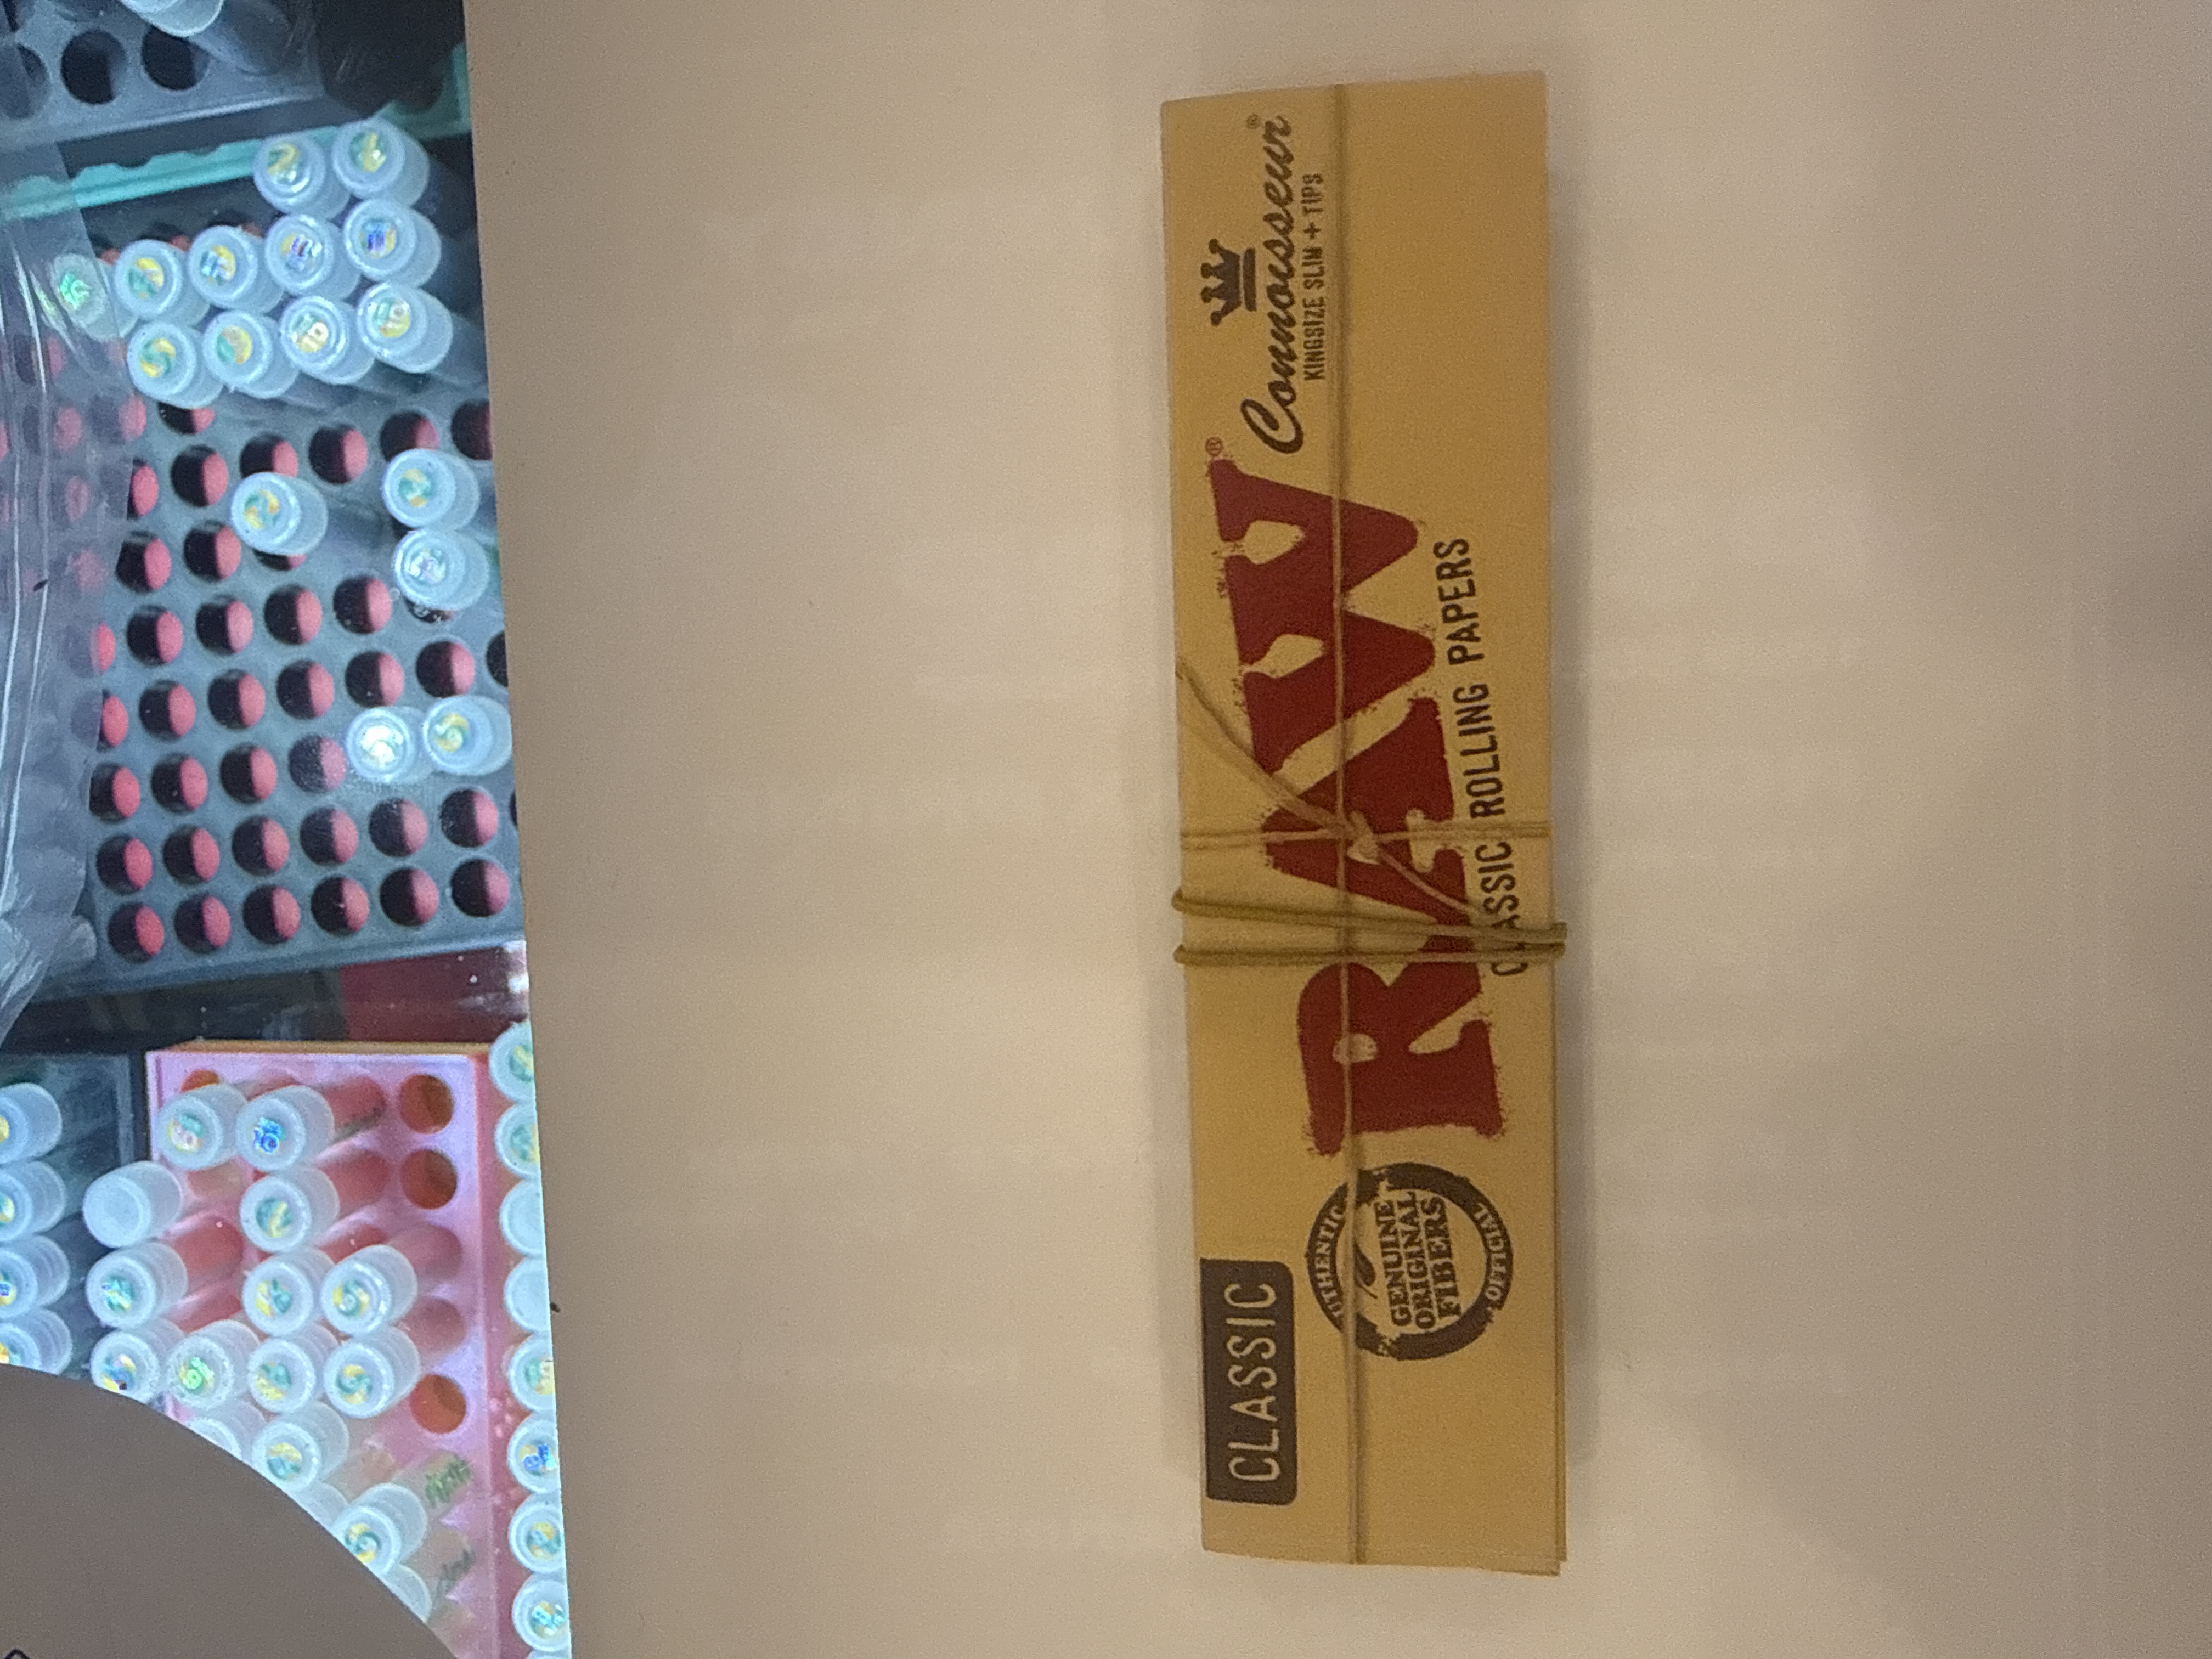 CLASSIC
AUTHENTIC
GENUINE
ORIGINAL
FIBERS
OFFICIAL
RAW®
CLASSIC ROLLING PAPERS
Connoisseur®
KINGSIZE SLIM + TIPS